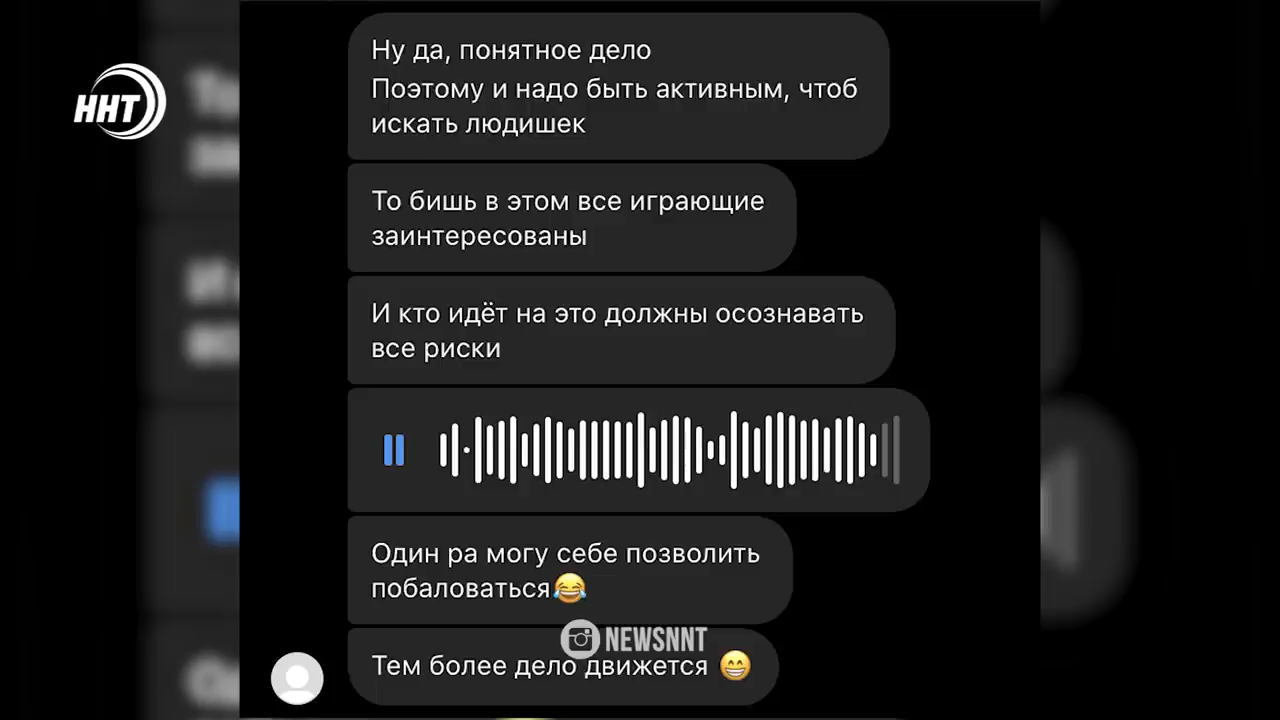 ННТ
Ну да, понятное дело
Поэтому и надо быть активным, чтоб
искать людишек
То бишь в этом все играющие
заинтересованы
И кто идёт на это должны осознавать
все риски
Один ра могу себе позволить
побаловаться😂
NEWSNNT
Тем более дело движется 😁